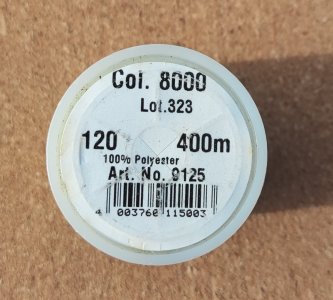 Col. 8000
Lot.323
120 400m
100% Polyester
Art. No. 9125
4 003760 115003